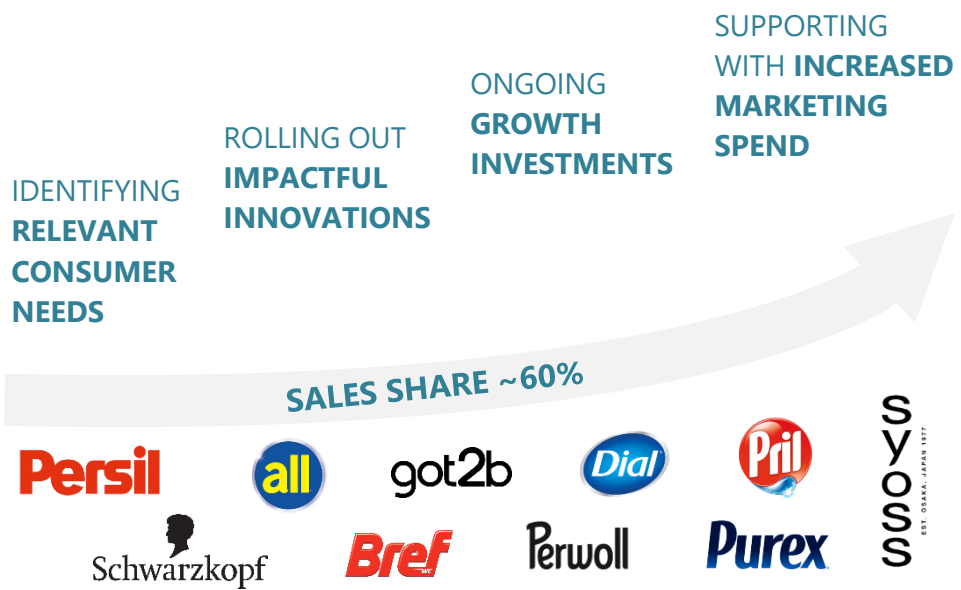 IDENTIFYING
RELEVANT
CONSUMER
NEEDS
ROLLING OUT
IMPACTFUL
INNOVATIONS
ONGOING
GROWTH
INVESTMENTS
SUPPORTING
WITH INCREASED
MARKETING
SPEND
SALES SHARE ~60%
Persil
all
got2b
Dial
Pril
syoss
EST. OSAKA, JAPAN 1977
Schwarzkopf
Bref
WC
Perwoll
Purex